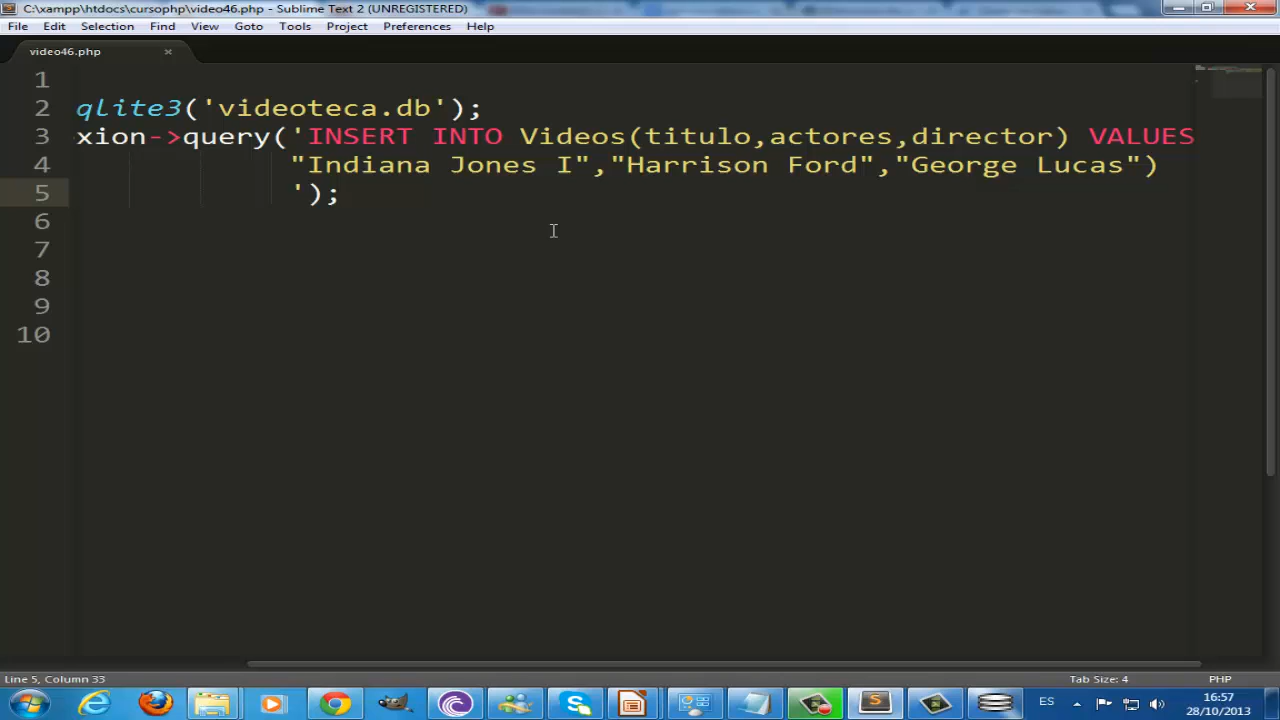 C:\xampp\htdocs\cursophp\video46.php - Sublime Text 2 (UNREGISTERED)
File Edit Selection Find View Goto Tools Project Preferences Help
video46.php ×
1
2 qlite3('videoteca.db');
3 xion->query('INSERT INTO Videos(titulo,actores,director) VALUES
4 "Indiana Jones I","Harrison Ford","George Lucas")
5 ');
6
7
8
9
10
Line 5, Column 33 Tab Size: 4 PHP
ES 16:57
28/10/2013